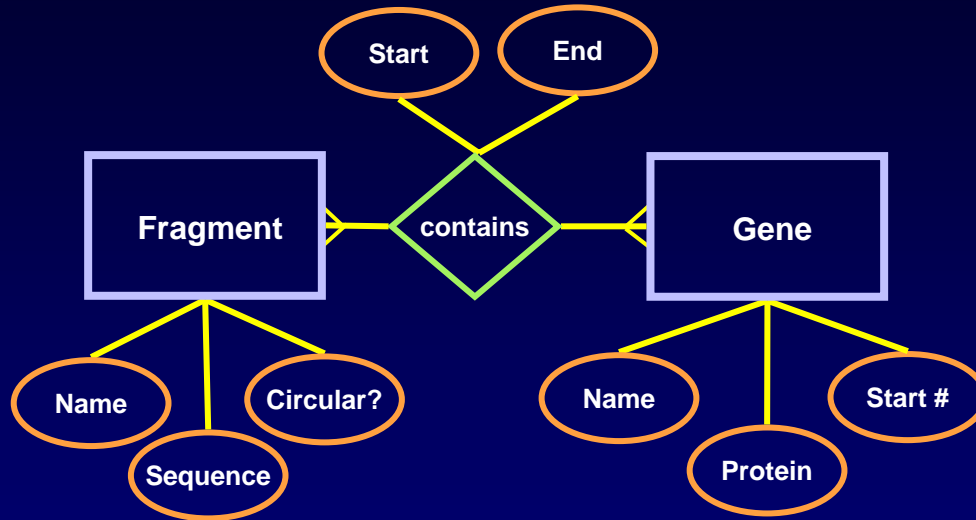 Start
End
Fragment
contains
Gene
Name
Sequence
Circular?
Name
Protein
Start #